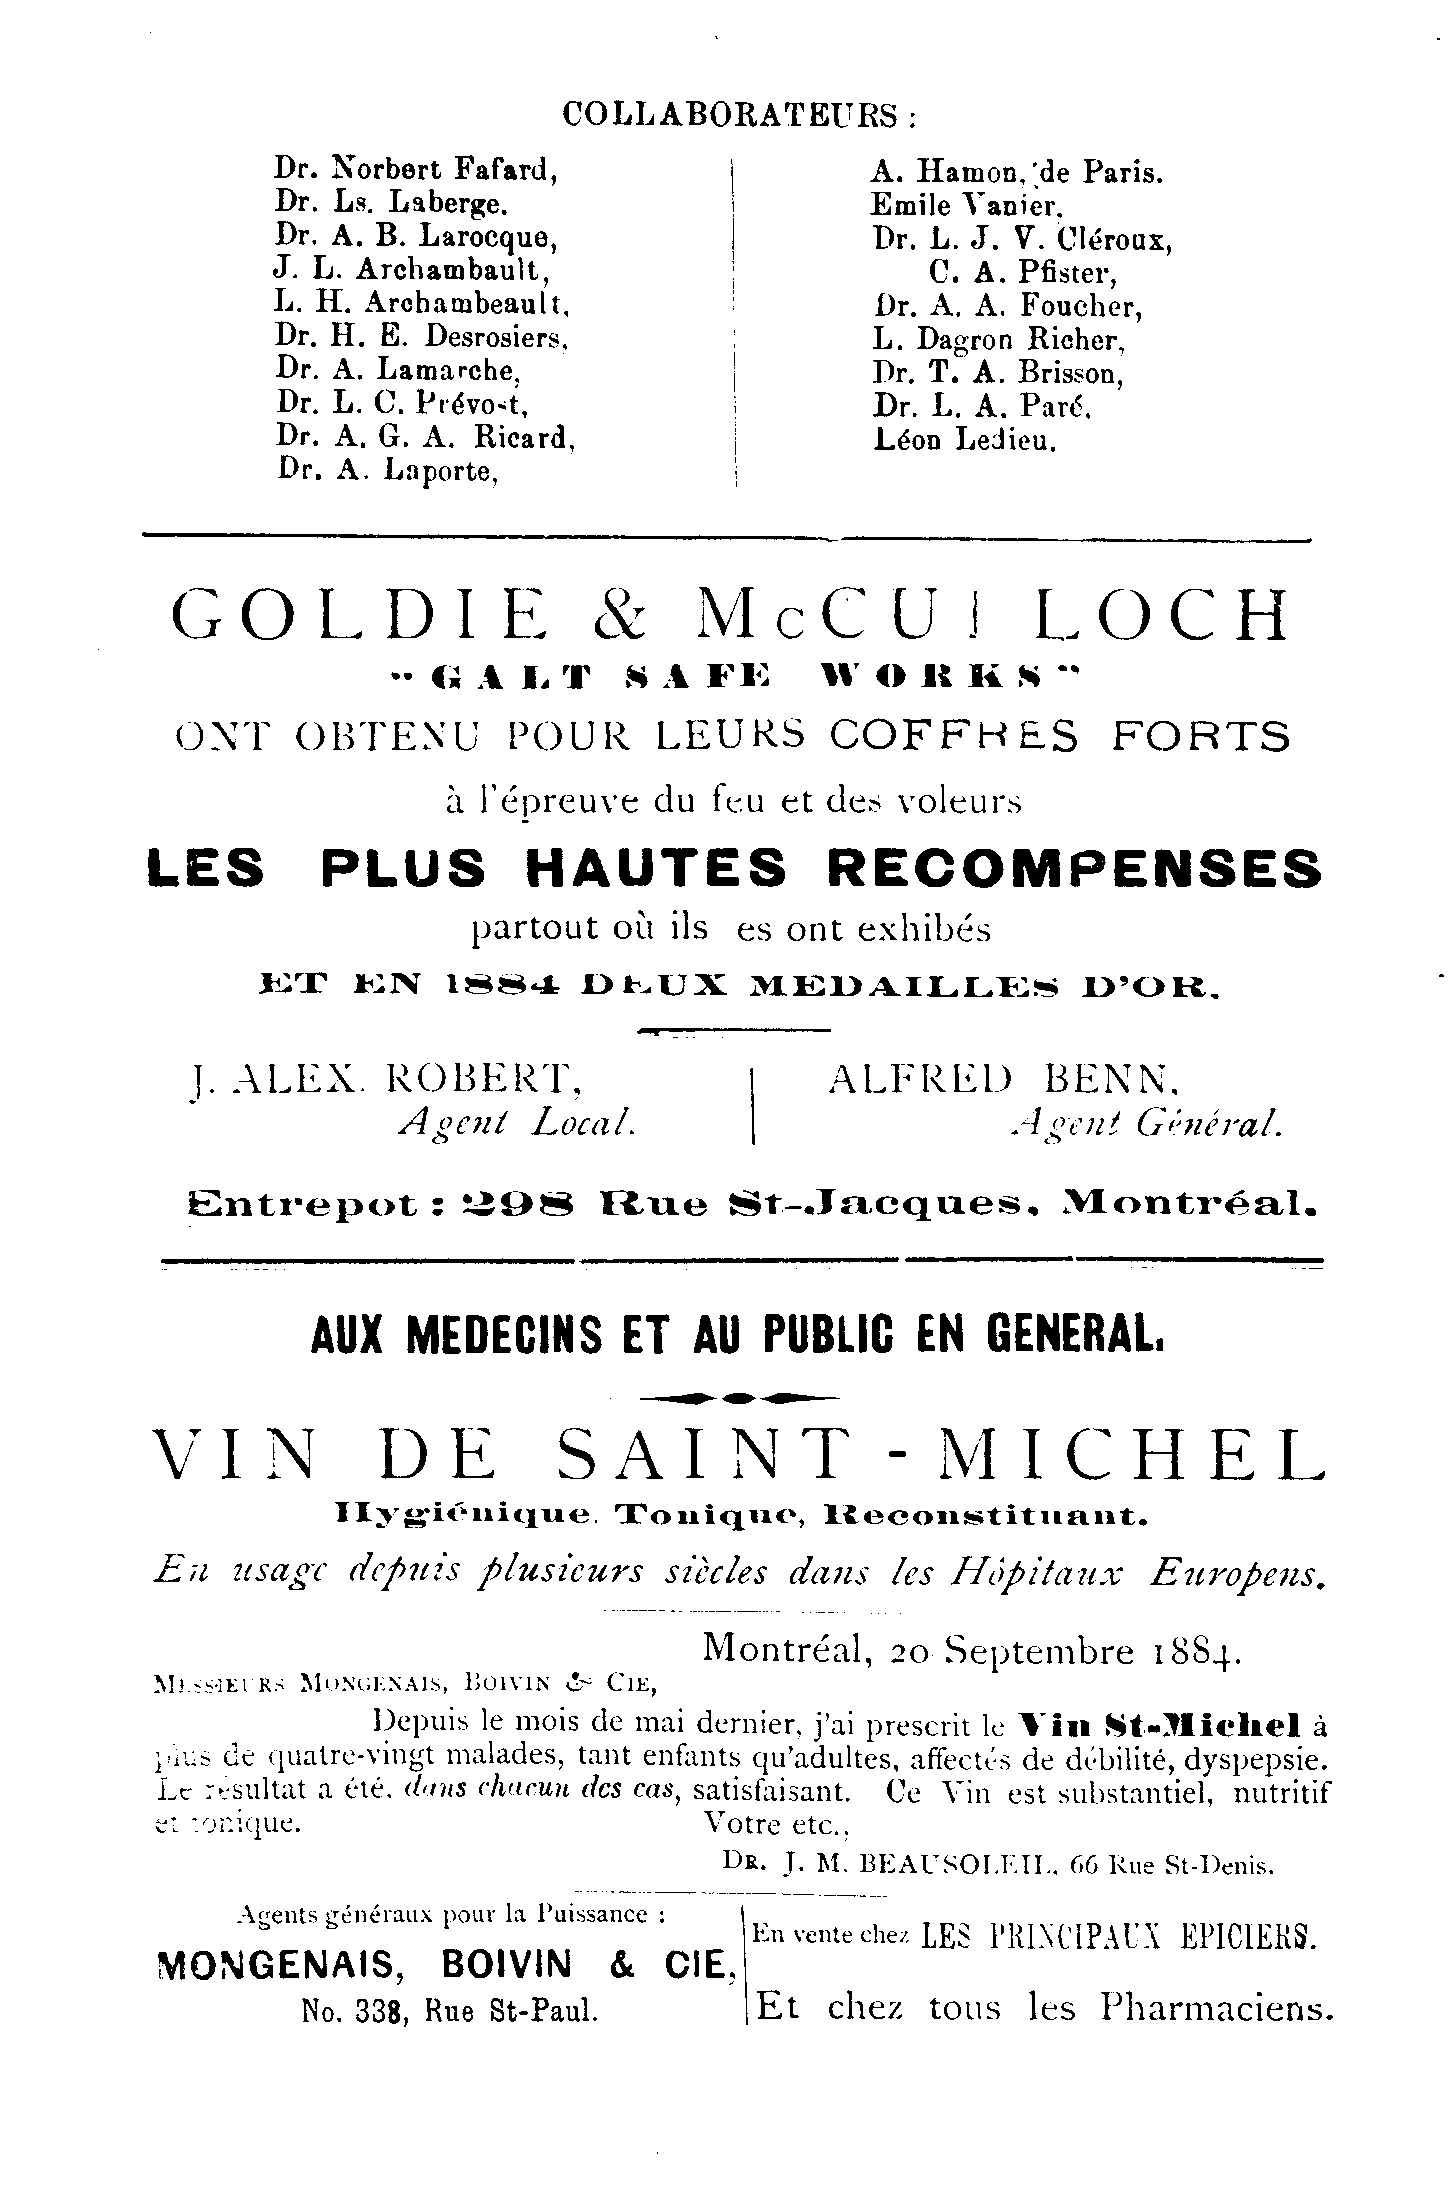 COLLABORATEURS :
Dr. Norbert Fafard,
Dr. Ls. Laberge.
Dr. A. B. Larocque,
J. L. Archambault,
L. H. Archambeault,
Dr. H. E. Desrosiers,
Dr. A. Lamarche,
Dr. L. C. Prévost,
Dr. A. G. A. Ricard,
Dr. A. Laporte,
A. Hamon, de Paris.
Emile Vanier.
Dr. L. J. V. Cléroux,
C. A. Pfister,
Dr. A. A. Foucher,
L. Dagron Richer,
Dr. T. A. Brisson,
Dr. L. A. Paré.
Léon Ledieu.
GOLDIE & McCULLOCH
"GALT SAFE WORKS"
ONT OBTENU POUR LEURS COFFRES FORTS
à l'épreuve du feu et des voleurs
LES PLUS HAUTES RECOMPENSES
partout où ils es ont exhibés
ET EN 1884 DEUX MEDAILLES D'OR.
J. ALEX. ROBERT,
Agent Local.
ALFRED BENN,
Agent Général.
Entrepot : 298 Rue St-Jacques, Montréal.
AUX MEDECINS ET AU PUBLIC EN GENERAL.
VIN DE SAINT-MICHEL
Hygiénique, Tonique, Reconstituant.
En usage depuis plusieurs siècles dans les Hôpitaux Europens.
Montréal, 20 Septembre 1884.
MESSIEURS MONGENAIS, BOIVIN & CIE,
Depuis le mois de mai dernier, j'ai prescrit le Vin St-Michel à
plus de quatre-vingt malades, tant enfants qu'adultes, affectés de débilité, dyspepsie.
Le résultat a été, dans chacun des cas, satisfaisant. Ce Vin est substantiel, nutritif
et tonique.
Votre etc.,
DR. J. M. BEAUSOLEIL, 66 Rue St-Denis.
Agents généraux pour la Puissance :
MONGENAIS, BOIVIN & CIE,
No. 338, Rue St-Paul.
En vente chez LES PRINCIPAUX EPICIERS.
Et chez tous les Pharmaciens.